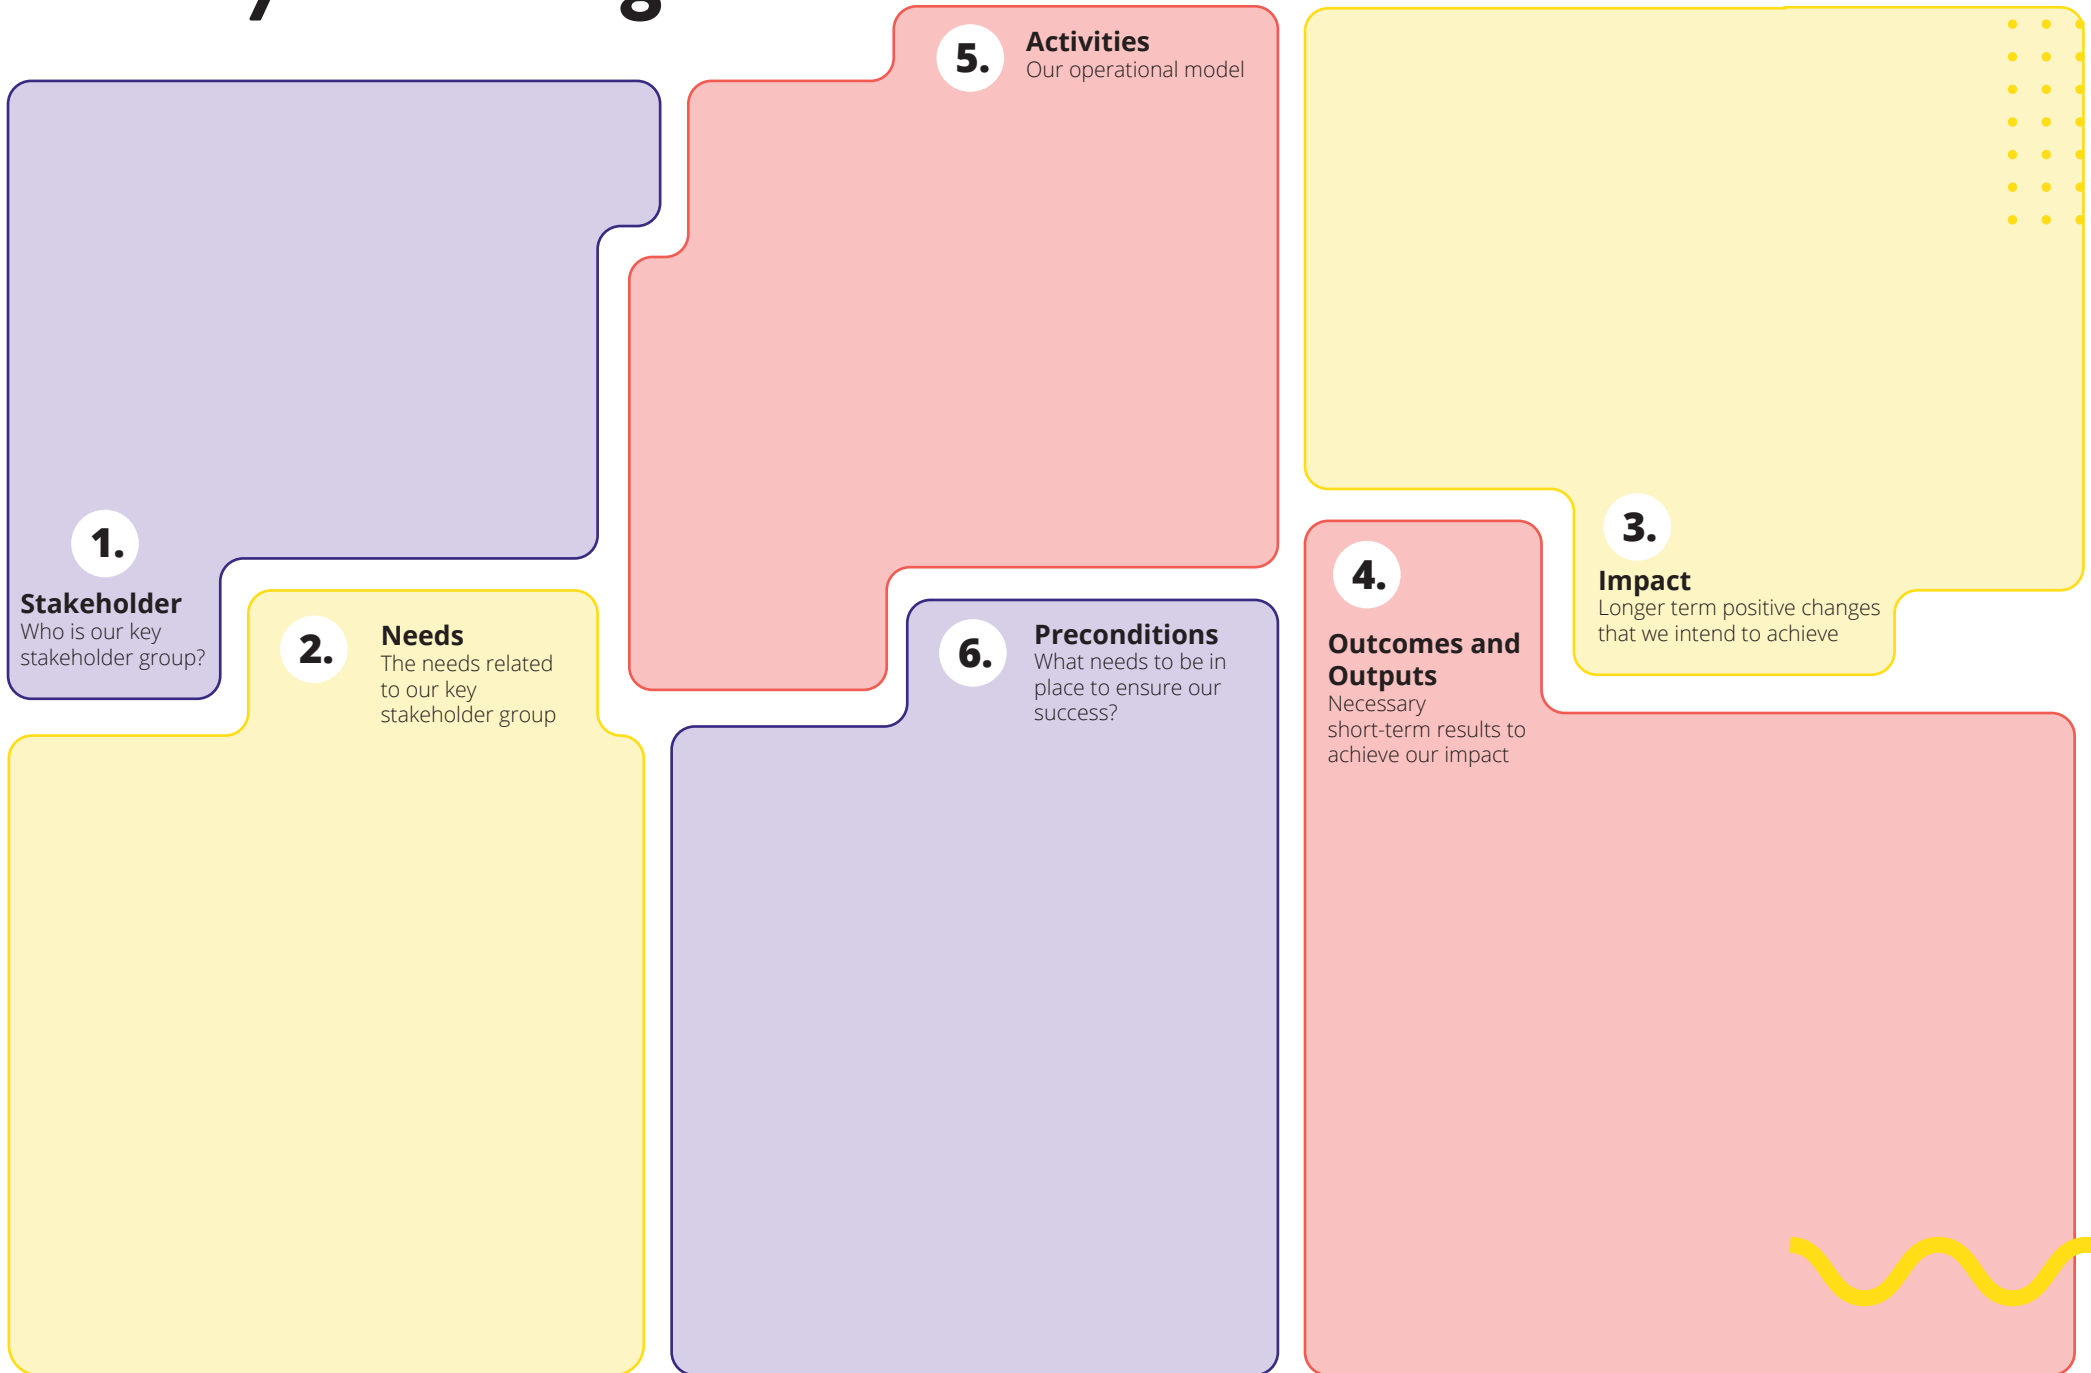 1.
Stakeholder
Who is our key
stakeholder group?
2.
Needs
The needs related
to our key
stakeholder group
3.
Impact
Longer term positive changes
that we intend to achieve
4.
Outcomes and
Outputs
Necessary
short-term results to
achieve our impact
5.
Activities
Our operational model
6.
Preconditions
What needs to be in
place to ensure our
success?